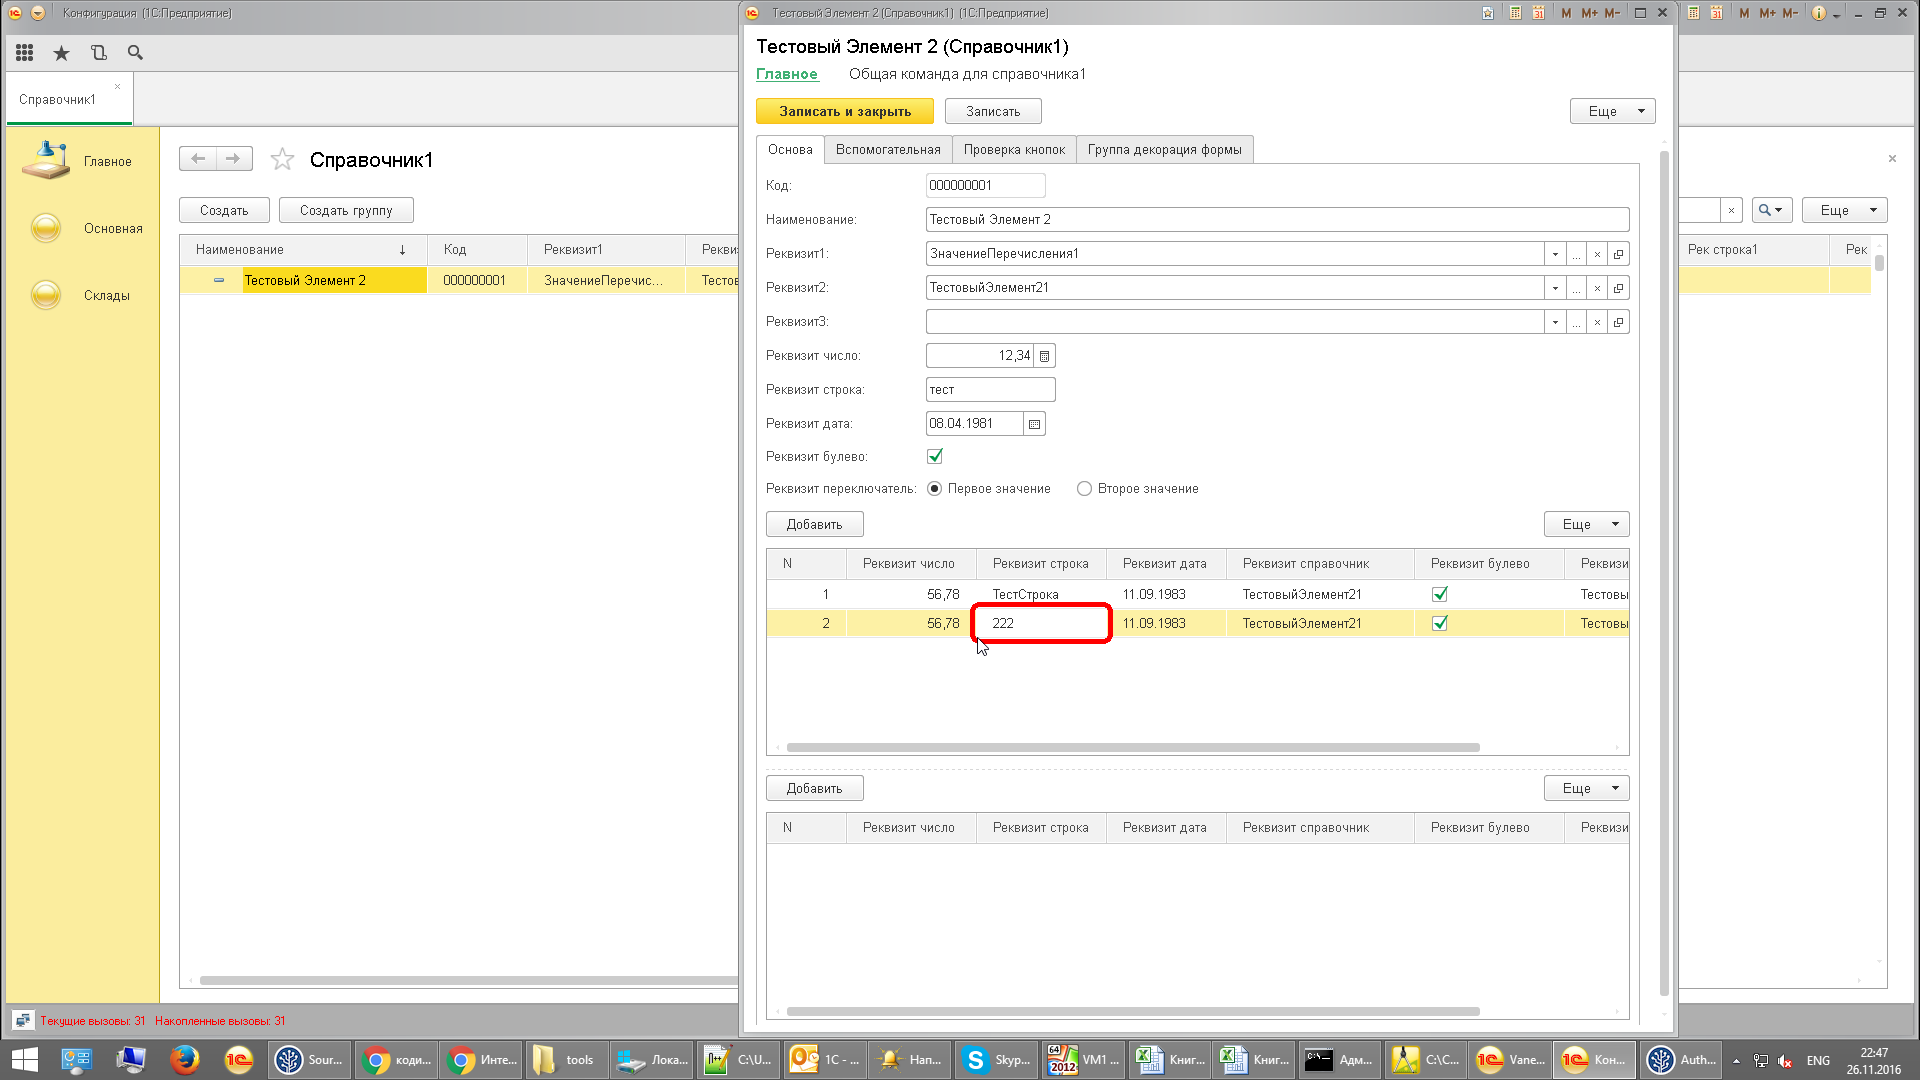 Конфигурация (1С:Предприятие)
Справочник1
Главное
Основная
Склады
Справочник1
Создать
Создать группу
Наименование ↓ Код Реквизит1 Рекви
Тестовый Элемент 2 000000001 ЗначениеПеречис... Тесто
Текущие вызовы: 31 Накопленные вызовы: 31
Тестовый Элемент 2 (Справочник1) (1С:Предприятие)
31 M M+ M-
Тестовый Элемент 2 (Справочник1)
Главное Общая команда для справочника1
Записать и закрыть Записать Еще
Основа Вспомогательная Проверка кнопок Группа декорация формы
Код: 000000001
Наименование: Тестовый Элемент 2
Реквизит1: ЗначениеПеречисления1
Реквизит2: ТестовыйЭлемент21
Реквизит3:
Реквизит число: 12,34
Реквизит строка: тест
Реквизит дата: 08.04.1981
Реквизит булево:
Реквизит переключатель: Первое значение Второе значение
Добавить Еще
N Реквизит число Реквизит строка Реквизит дата Реквизит справочник Реквизит булево Реквизи
1 56,78 ТестСтрока 11.09.1983 ТестовыйЭлемент21 Тестовы
2 56,78 222 11.09.1983 ТестовыйЭлемент21 Тестовы
Добавить Еще
N Реквизит число Реквизит строка Реквизит дата Реквизит справочник Реквизит булево Реквизи
31 M M+ M-
Еще
Рек строка1 Рек
Sour...
коди...
Инте...
tools
Лока...
C:\U...
1С - ...
Нап...
Skyp...
64 2012 VM1 ...
Книг...
Книг...
Адм...
C:\C...
Vane...
Кон...
Auth...
ENG
22:47
26.11.2016